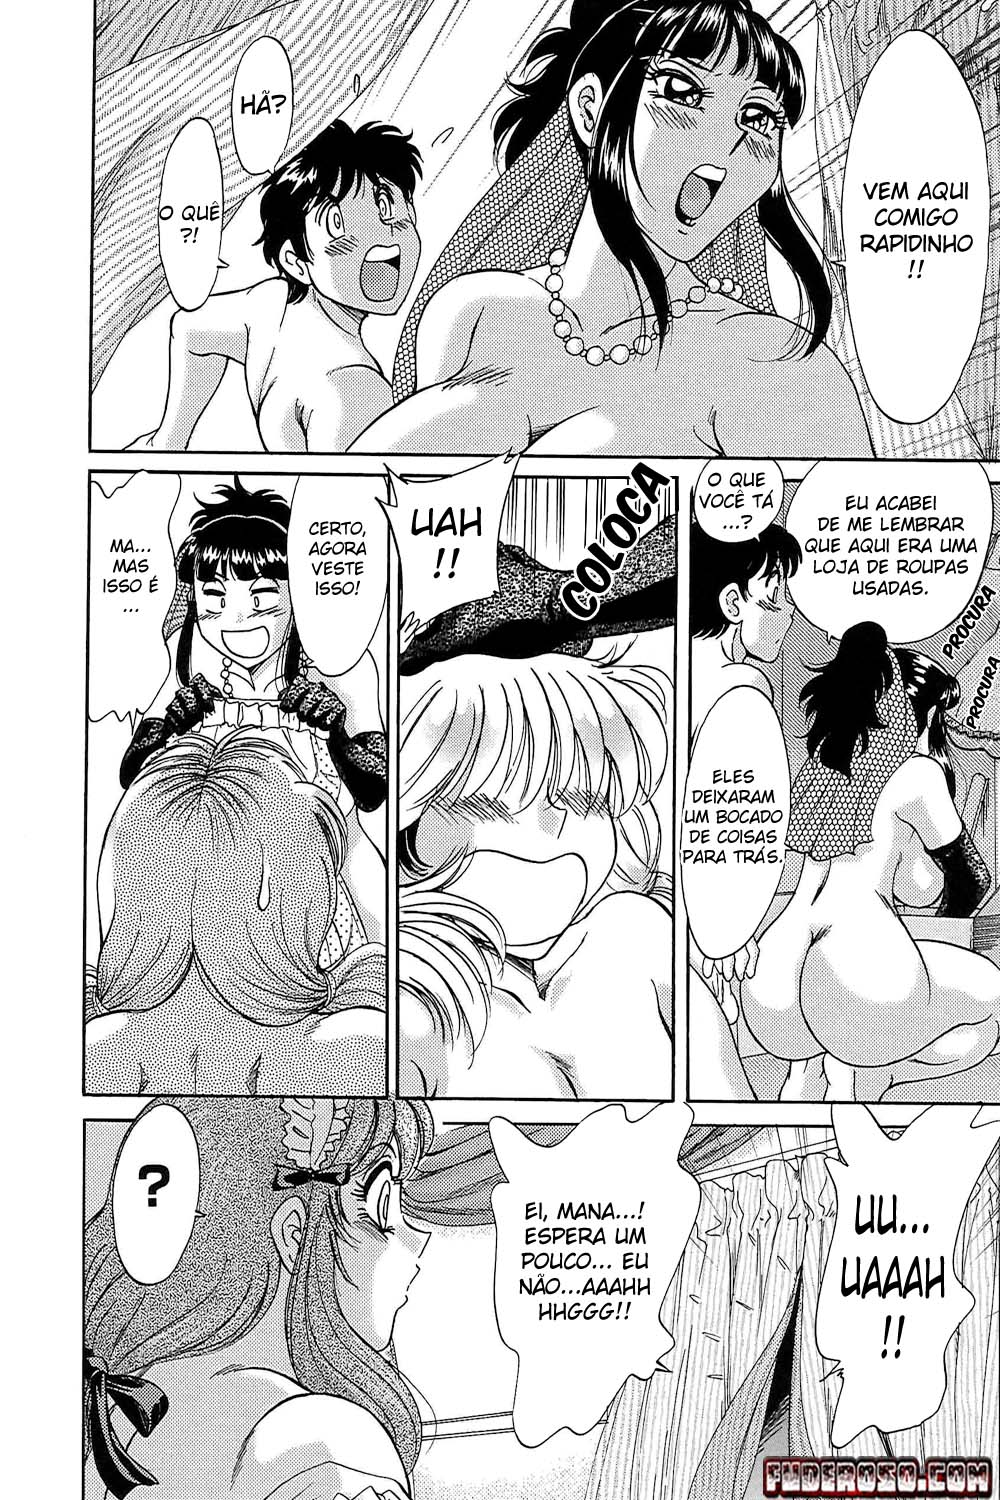 VEM AQUI
COMIGO
RAPIDINHO
!!
HÃ?
O QUÊ
?!
EU ACABEI
DE ME LEMBRAR
QUE AQUI ERA UMA
LOJA DE ROUPAS
USADAS.
O QUE
VOCÊ TÁ
...?
PROCURA
PROCURA
ELES
DEIXARAM
UM BOCADO
DE COISAS
PARA TRÁS.
COLOCA
UAH
!!
CERTO,
AGORA
VESTE
ISSO!
MA...
MAS
ISSO É
...
UU...
UAAAH
!!
EI, MANA...!
ESPERA UM
POUCO... EU
NÃO...AAAHH
HHGGG!!
?
FUDEROSO.COM